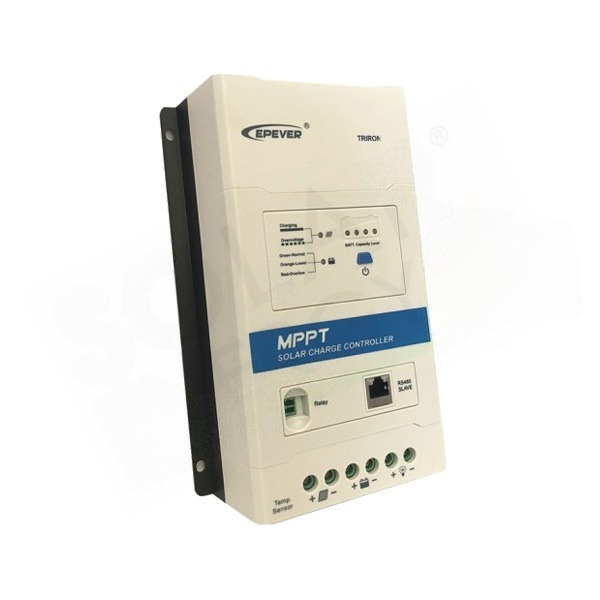 EPEVER ®
TRIRON
Charging
Overvoltage
Green-Normal
Orange-Lower
Red-Overlow
BATT. Capacity Level
MPPT
SOLAR CHARGE CONTROLLER
Relay
RS485
SLAVE
Temp.
Sensor
+ − + − + −
®